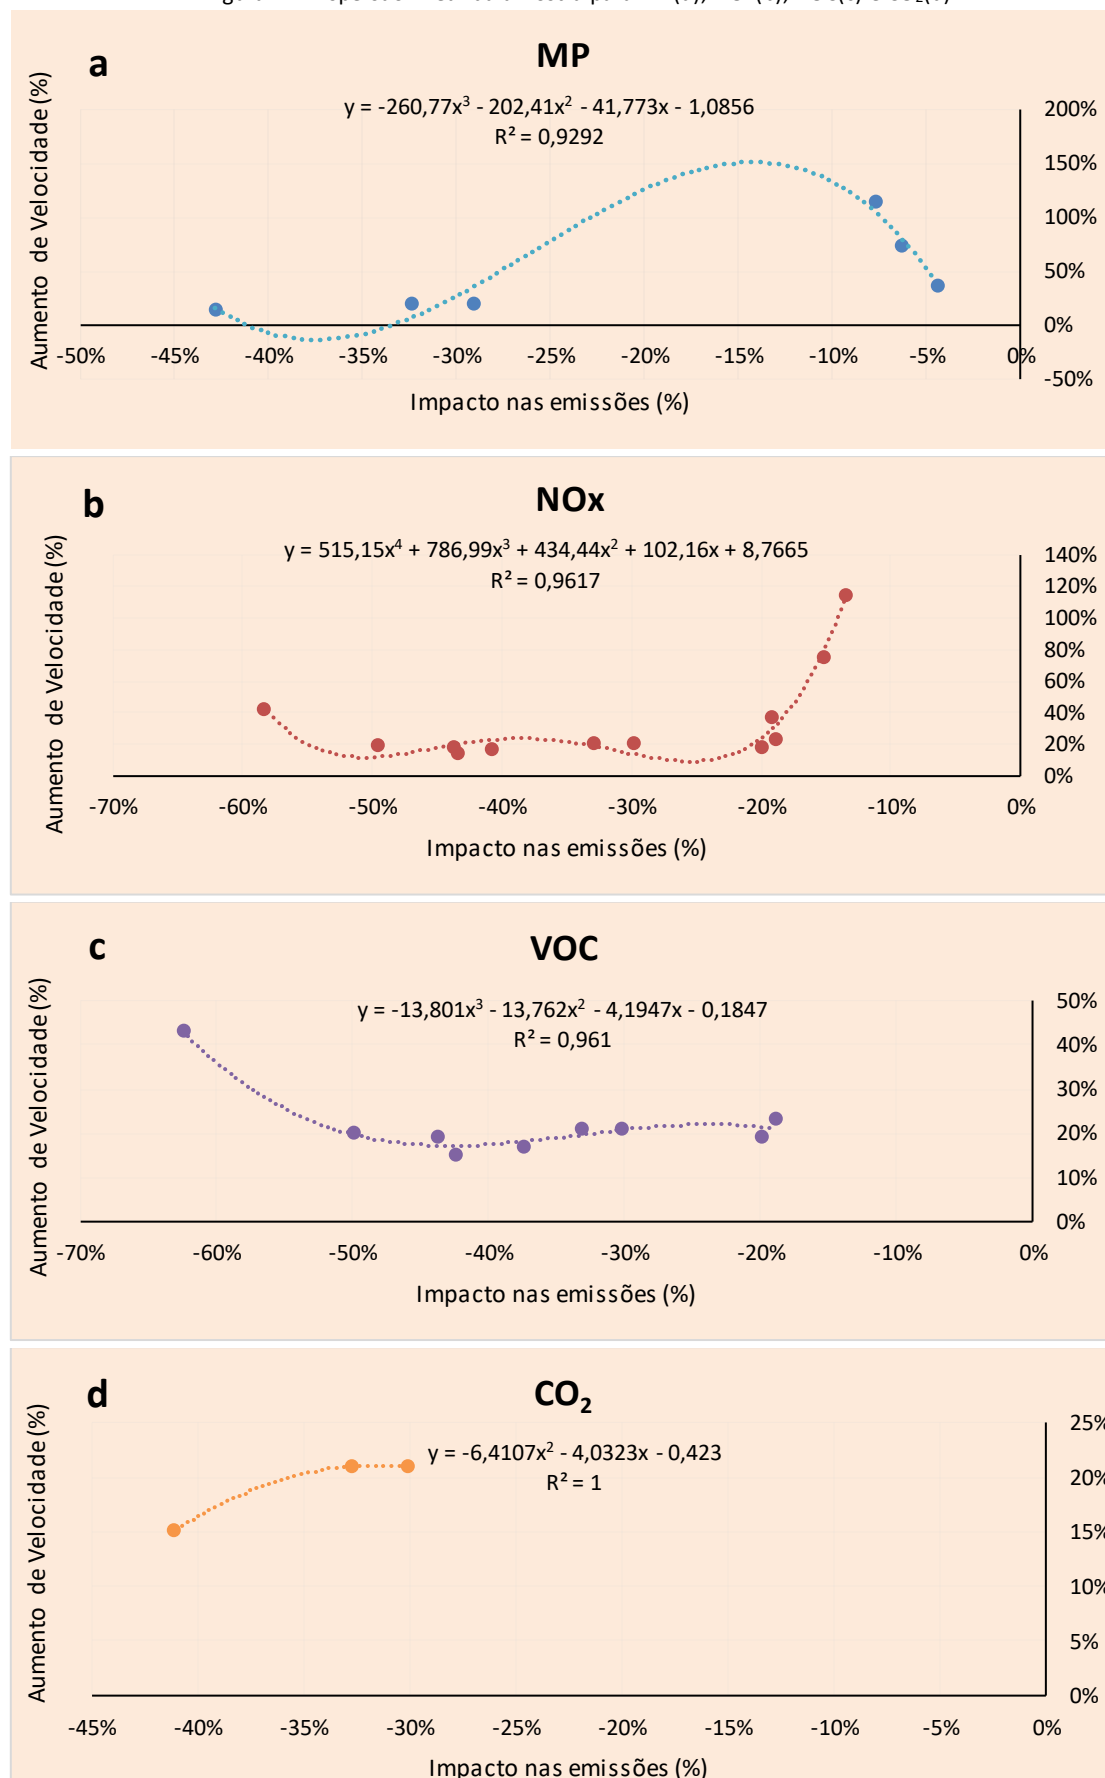 a
MP
y = -260,77x³ - 202,41x² - 41,773x - 1,0856
R² = 0,9292
Aumento de Velocidade (%)
200%
150%
100%
50%
0%
-50%
-50% -45% -40% -35% -30% -25% -20% -15% -10% -5% 0%
Impacto nas emissões (%)
b
NOx
y = 515,15x⁴ + 786,99x³ + 434,44x² + 102,16x + 8,7665
R² = 0,9617
Aumento de Velocidade (%)
140%
120%
100%
80%
60%
40%
20%
0%
-70% -60% -50% -40% -30% -20% -10% 0%
Impacto nas emissões (%)
c
VOC
y = -13,801x³ - 13,762x² - 4,1947x - 0,1847
R² = 0,961
Aumento de Velocidade (%)
50%
40%
30%
20%
10%
0%
-70% -60% -50% -40% -30% -20% -10% 0%
Impacto nas emissões (%)
d
CO₂
y = -6,4107x² - 4,0323x - 0,423
R² = 1
Aumento de Velocidade (%)
25%
20%
15%
10%
5%
0%
-45% -40% -35% -30% -25% -20% -15% -10% -5% 0%
Impacto nas emissões (%)